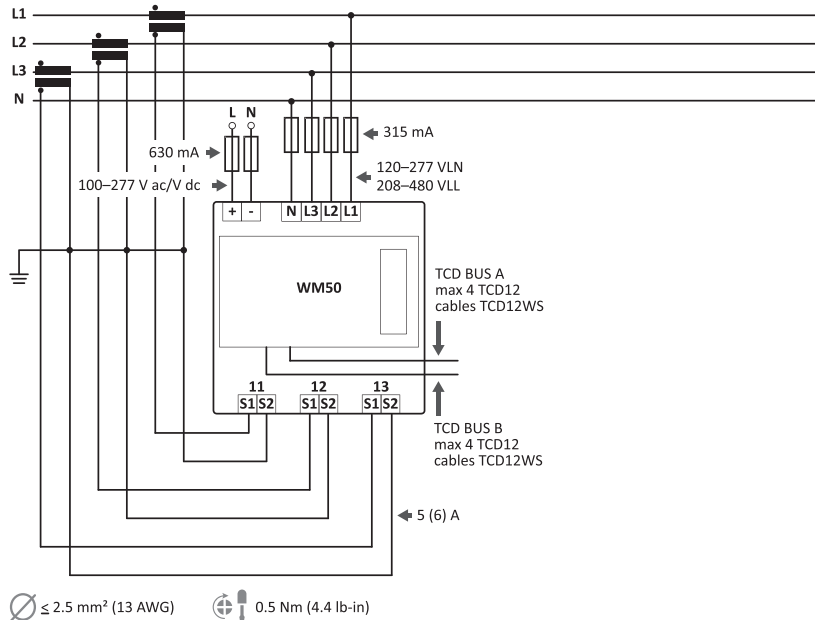 L1
L2
L3
N
L N
630 mA
315 mA
100–277 V ac/V dc
120–277 VLN
208–480 VLL
+ - N L3 L2 L1
WM50
TCD BUS A
max 4 TCD12
cables TCD12WS
11 12 13
S1 S2 S1 S2 S1 S2
TCD BUS B
max 4 TCD12
cables TCD12WS
5 (6) A
≤ 2.5 mm² (13 AWG)
0.5 Nm (4.4 lb-in)